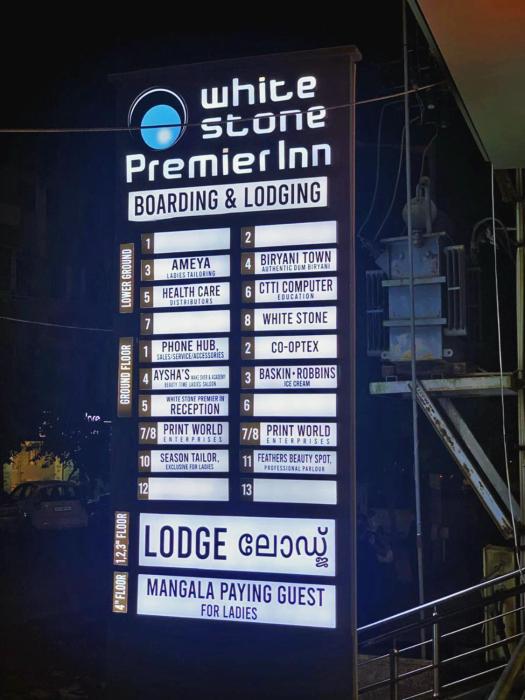 white
stone
Premier Inn
BOARDING & LODGING
LOWER GROUND
1
2
3 AMEYA
LADIES TAILORING
4 BIRYANI TOWN
AUTHENTIC DUM BIRYANI
5 HEALTH CARE
DISTRIBUTORS
6 CTTI COMPUTER
EDUCATION
7
8 WHITE STONE
GROUND FLOOR
1 PHONE HUB,
SALES/SERVICE/ACCESSORIES
2 CO-OPTEX
4 AYSHA'S MAKE OVER & ACADEMY
BEAUTY TIME LADIES SALOON
3 BASKIN•ROBBINS
ICE CREAM
5 WHITE STONE PREMIER IN
RECEPTION
6
7/8 PRINT WORLD
ENTERPRISES
7/8 PRINT WORLD
ENTERPRISES
10 SEASON TAILOR,
EXCLUSIVE FOR LADIES
11 FEATHERS BEAUTY SPOT,
PROFESSIONAL PARLOUR
12
13
1,2,3rd FLOOR
LODGE ലോഡ്ജ്
4th FLOOR
MANGALA PAYING GUEST
FOR LADIES